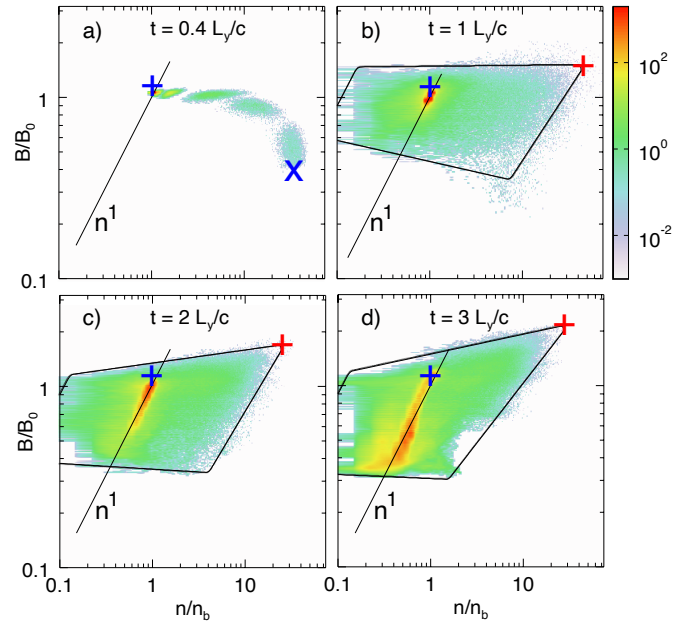 a) t = 0.4 L_y/c
b) t = 1 L_y/c
10^2
10^0
10^-2
B/B_0
1
0.1
n^1
n^1
c) t = 2 L_y/c
d) t = 3 L_y/c
B/B_0
1
0.1
n^1
n^1
0.1 1 10
0.1 1 10
n/n_b
n/n_b